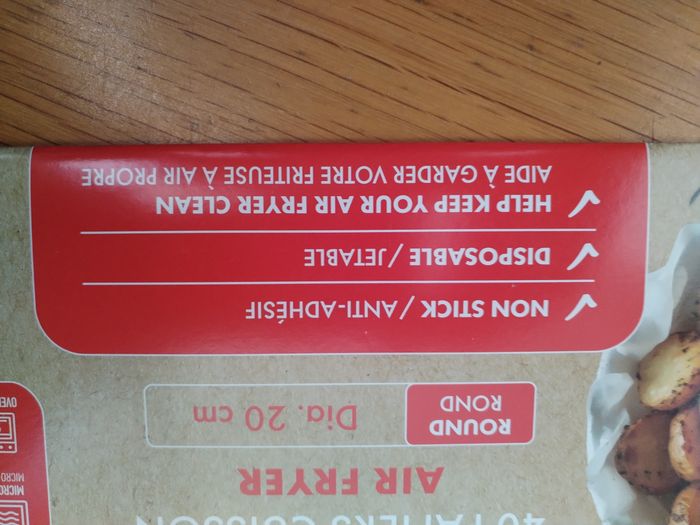 AIR FRYER
ROUND
ROND
Dia. 20 cm
NON STICK / ANTI-ADHÉSIF
DISPOSABLE / JETABLE
HELP KEEP YOUR AIR FRYER CLEAN
AIDE À GARDER VOTRE FRITEUSE À AIR PROPRE